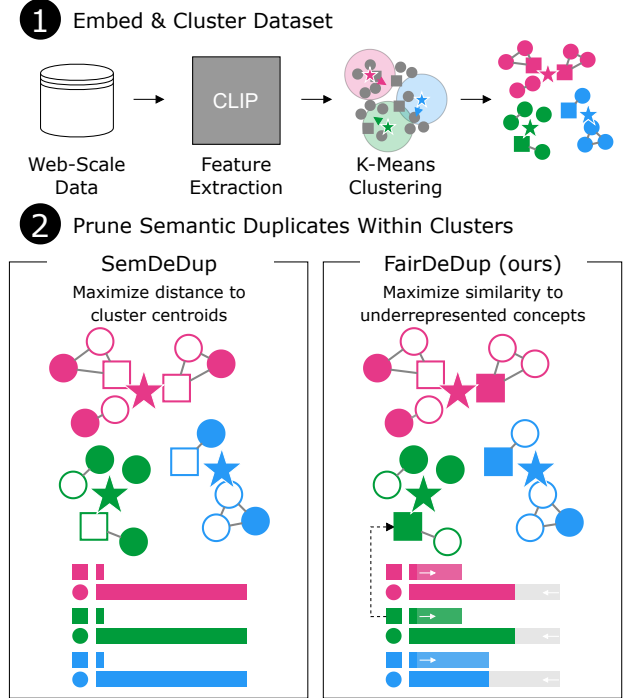 1 Embed & Cluster Dataset
CLIP
Web-Scale
Data
Feature
Extraction
K-Means
Clustering
2 Prune Semantic Duplicates Within Clusters
SemDeDup
Maximize distance to
cluster centroids
FairDeDup (ours)
Maximize similarity to
underrepresented concepts